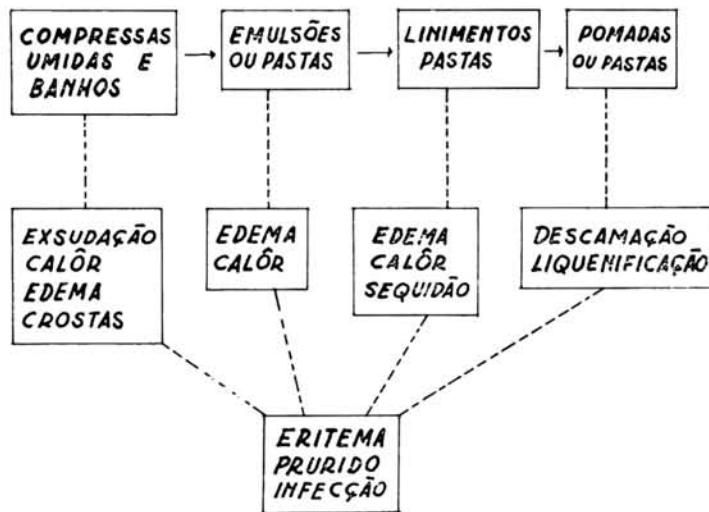 COMPRESSAS
UMIDAS E
BANHOS
EMULSÕES
OU PASTAS
LINIMENTOS
PASTAS
POMADAS
OU PASTAS
EXSUDAÇÃO
CALÔR
EDEMA
CROSTAS
EDEMA
CALÔR
EDEMA
CALÔR
SEQUIDÃO
DESCAMAÇÃO
LIQUENIFICAÇÃO
ERITEMA
PRURIDO
INFECÇÃO